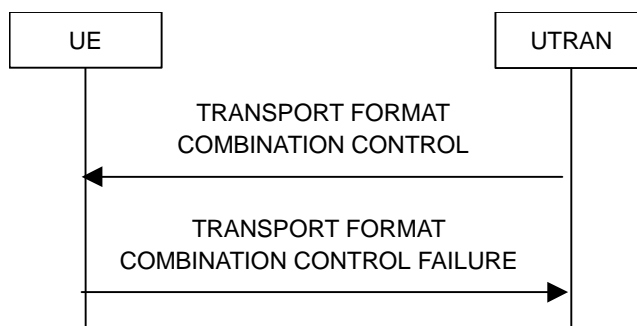 UE
UTRAN
TRANSPORT FORMAT
COMBINATION CONTROL
TRANSPORT FORMAT
COMBINATION CONTROL FAILURE